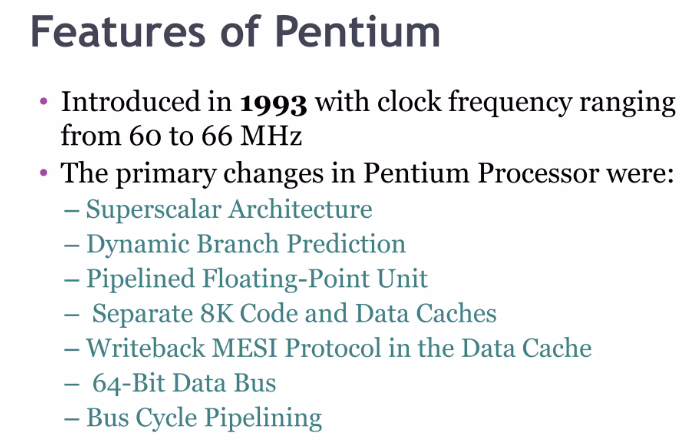 Features of Pentium
• Introduced in 1993 with clock frequency ranging
from 60 to 66 MHz
• The primary changes in Pentium Processor were:
– Superscalar Architecture
– Dynamic Branch Prediction
– Pipelined Floating-Point Unit
– Separate 8K Code and Data Caches
– Writeback MESI Protocol in the Data Cache
– 64-Bit Data Bus
– Bus Cycle Pipelining